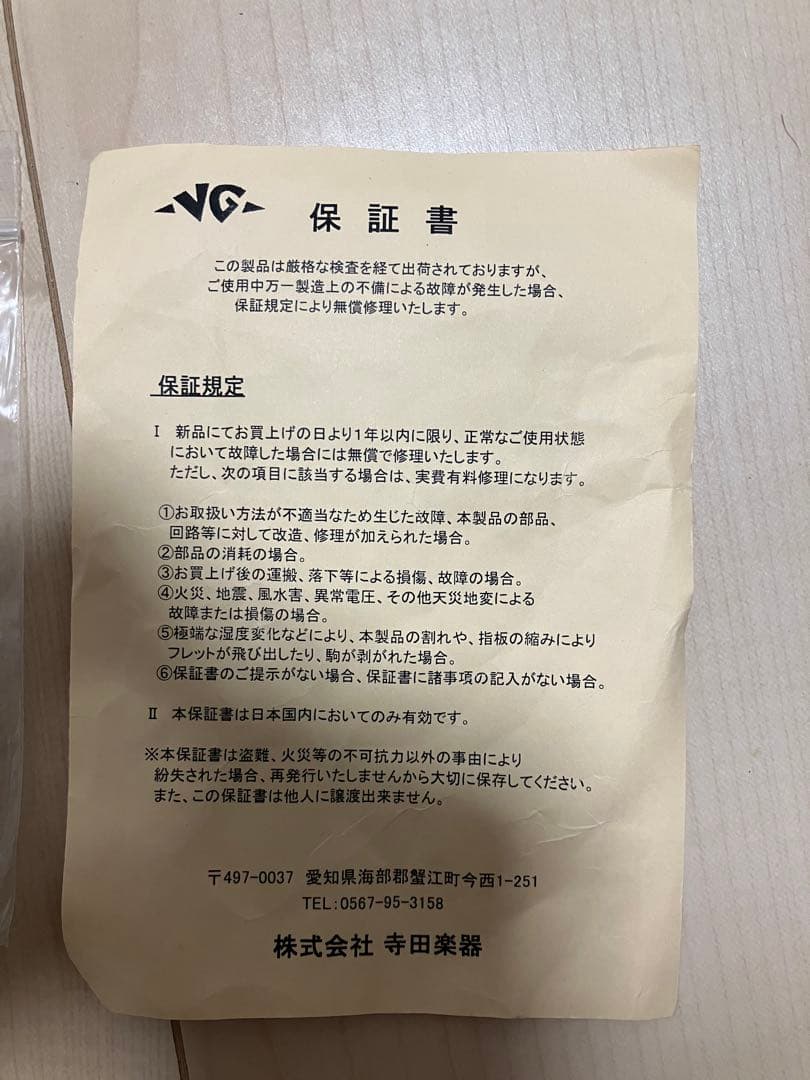 VG
保証書
この製品は厳格な検査を経て出荷されておりますが、
ご使用中万一製造上の不備による故障が発生した場合、
保証規定により無償修理いたします。
保証規定
Ⅰ 新品にてお買上げの日より1年以内に限り、正常なご使用状態
において故障した場合には無償で修理いたします。
ただし、次の項目に該当する場合は、実費有料修理になります。
①お取扱い方法が不適当なため生じた故障、本製品の部品、
回路等に対して改造、修理が加えられた場合。
②部品の消耗の場合。
③お買上げ後の運搬、落下等による損傷、故障の場合。
④火災、地震、風水害、異常電圧、その他天災地変による
故障または損傷の場合。
⑤極端な湿度変化などにより、本製品の割れや、指板の縮みにより
フレットが飛び出したり、駒が剥がれた場合。
⑥保証書のご提示がない場合、保証書に諸事項の記入がない場合。
Ⅱ 本保証書は日本国内においてのみ有効です。
※本保証書は盗難、火災等の不可抗力以外の事由により
紛失された場合、再発行いたしませんから大切に保存してください。
また、この保証書は他人に譲渡出来ません。
〒497-0037 愛知県海部郡蟹江町今西1-251
TEL:0567-95-3158
株式会社 寺田楽器